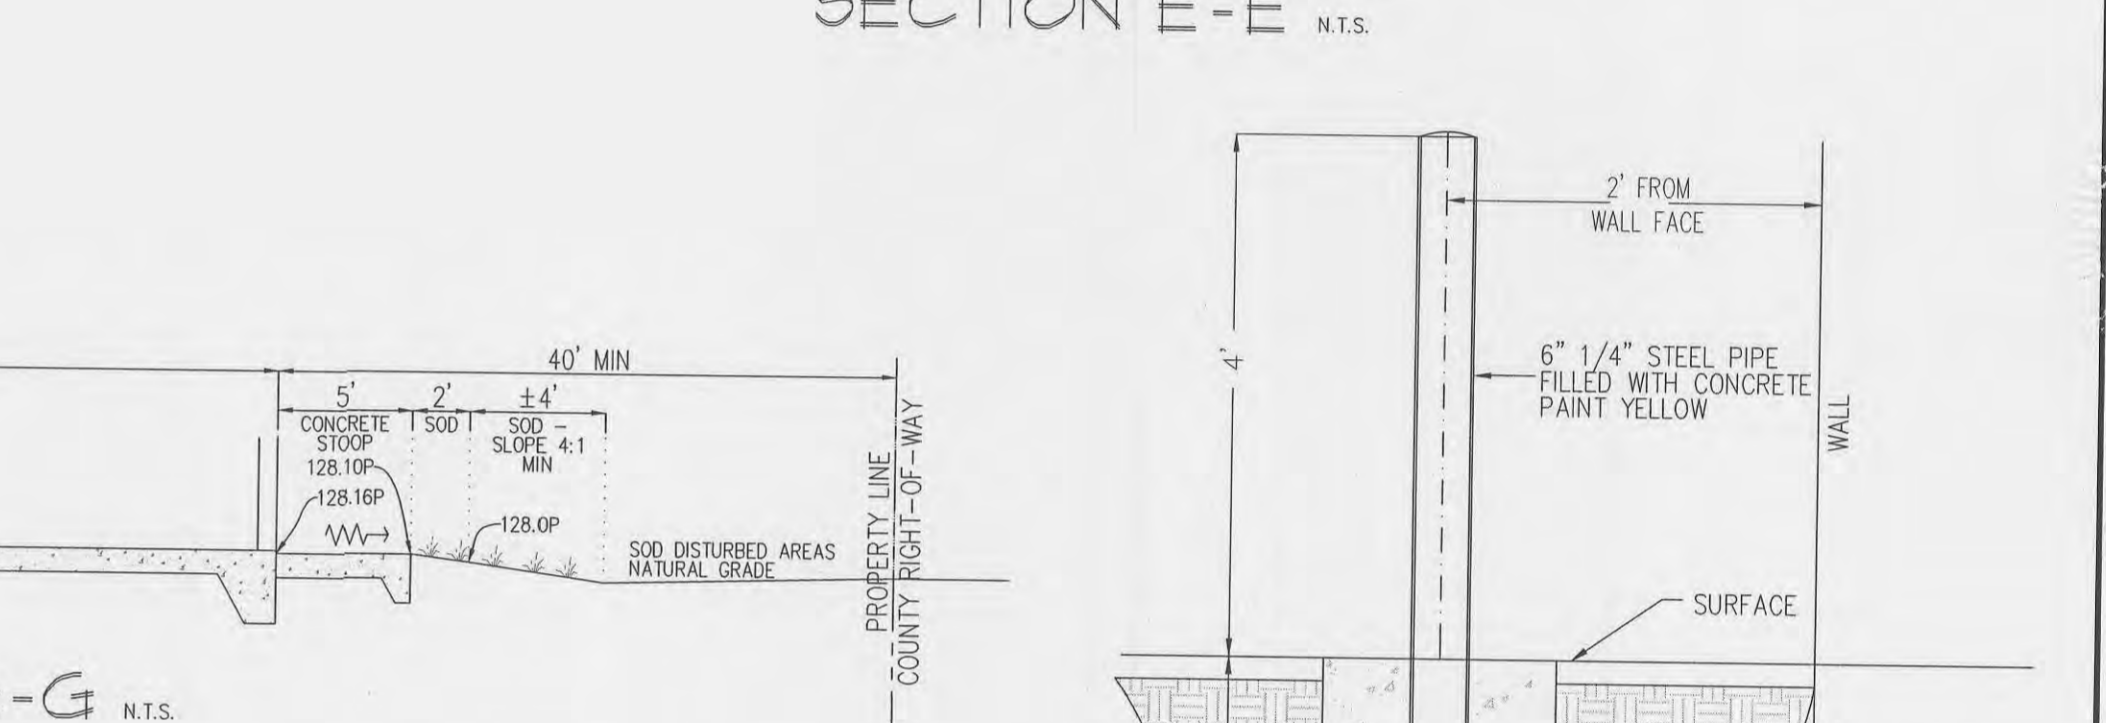 SECTION E-E N.T.S.
2' FROM
WALL FACE
4'
6" 1/4" STEEL PIPE
FILLED WITH CONCRETE
PAINT YELLOW
WALL
SURFACE
40' MIN
5'
CONCRETE
STOOP
2'
SOD
±4'
SOD -
SLOPE 4:1
MIN
128.10P
128.16P
128.0P
SOD DISTURBED AREAS
NATURAL GRADE
PROPERTY LINE
COUNTY RIGHT-OF-WAY
-G N.T.S.